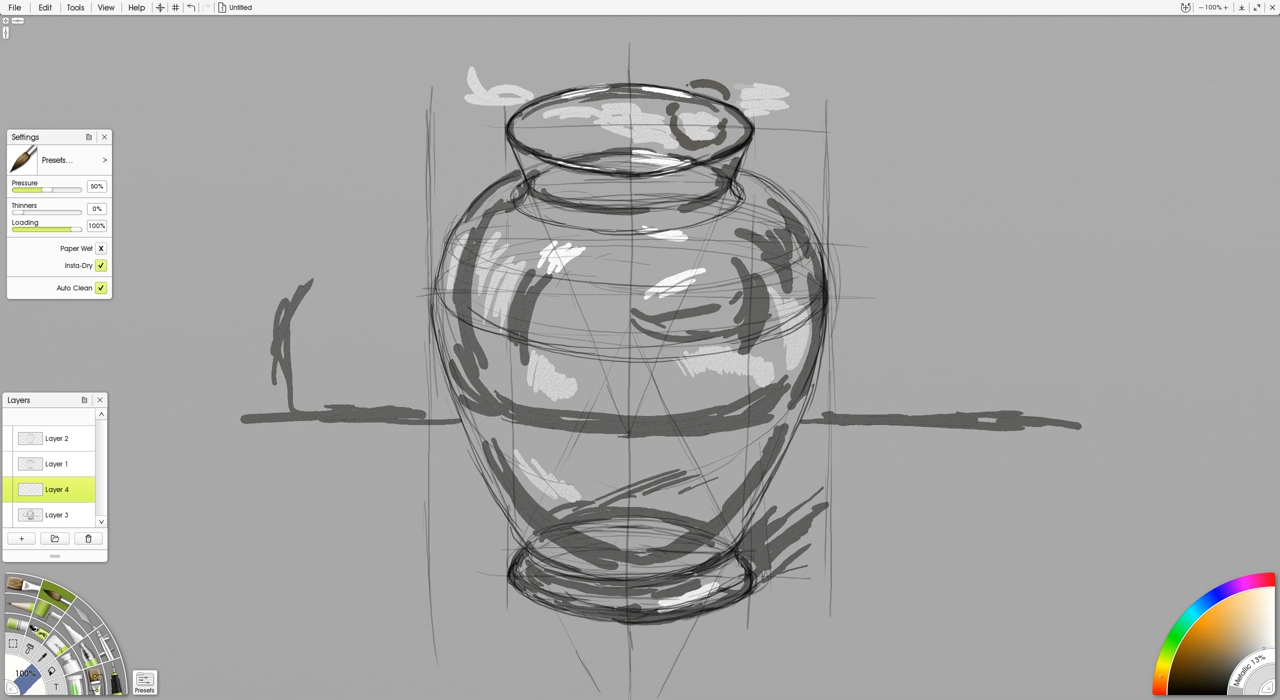 File Edit Tools View Help Untitled − 100% +
Settings
Presets... >
Pressure
50%
Thinners
0%
Loading
100%
Paper Wet X
Insta-Dry
Auto Clean
Layers
Layer 2
Layer 1
Layer 4
Layer 3
100%
T
Presets
Metallic 13%